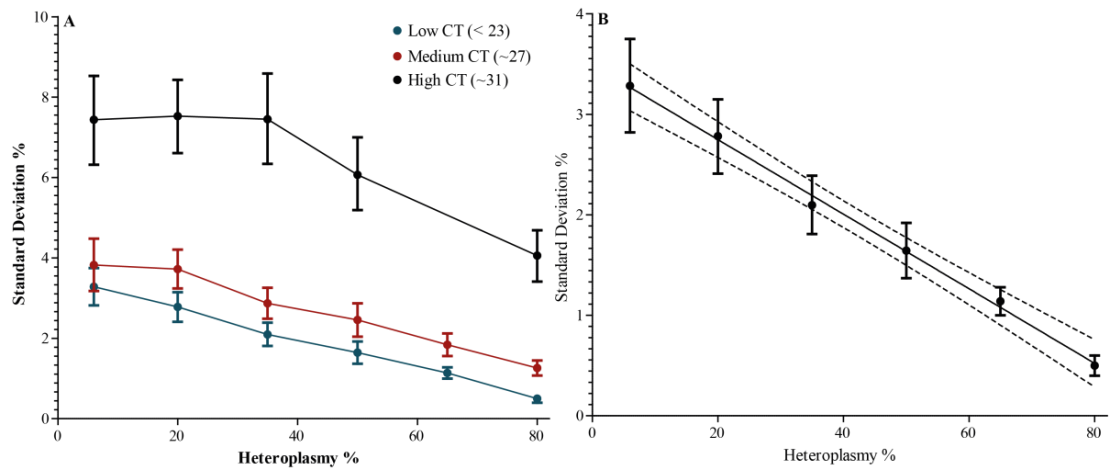 A
Low CT (< 23)
Medium CT (~27)
High CT (~31)
10
8
6
4
2
0
Standard Deviation %
0 20 40 60 80
Heteroplasmy %
B
4
3
2
1
0
Standard Deviation %
0 20 40 60 80
Heteroplasmy %